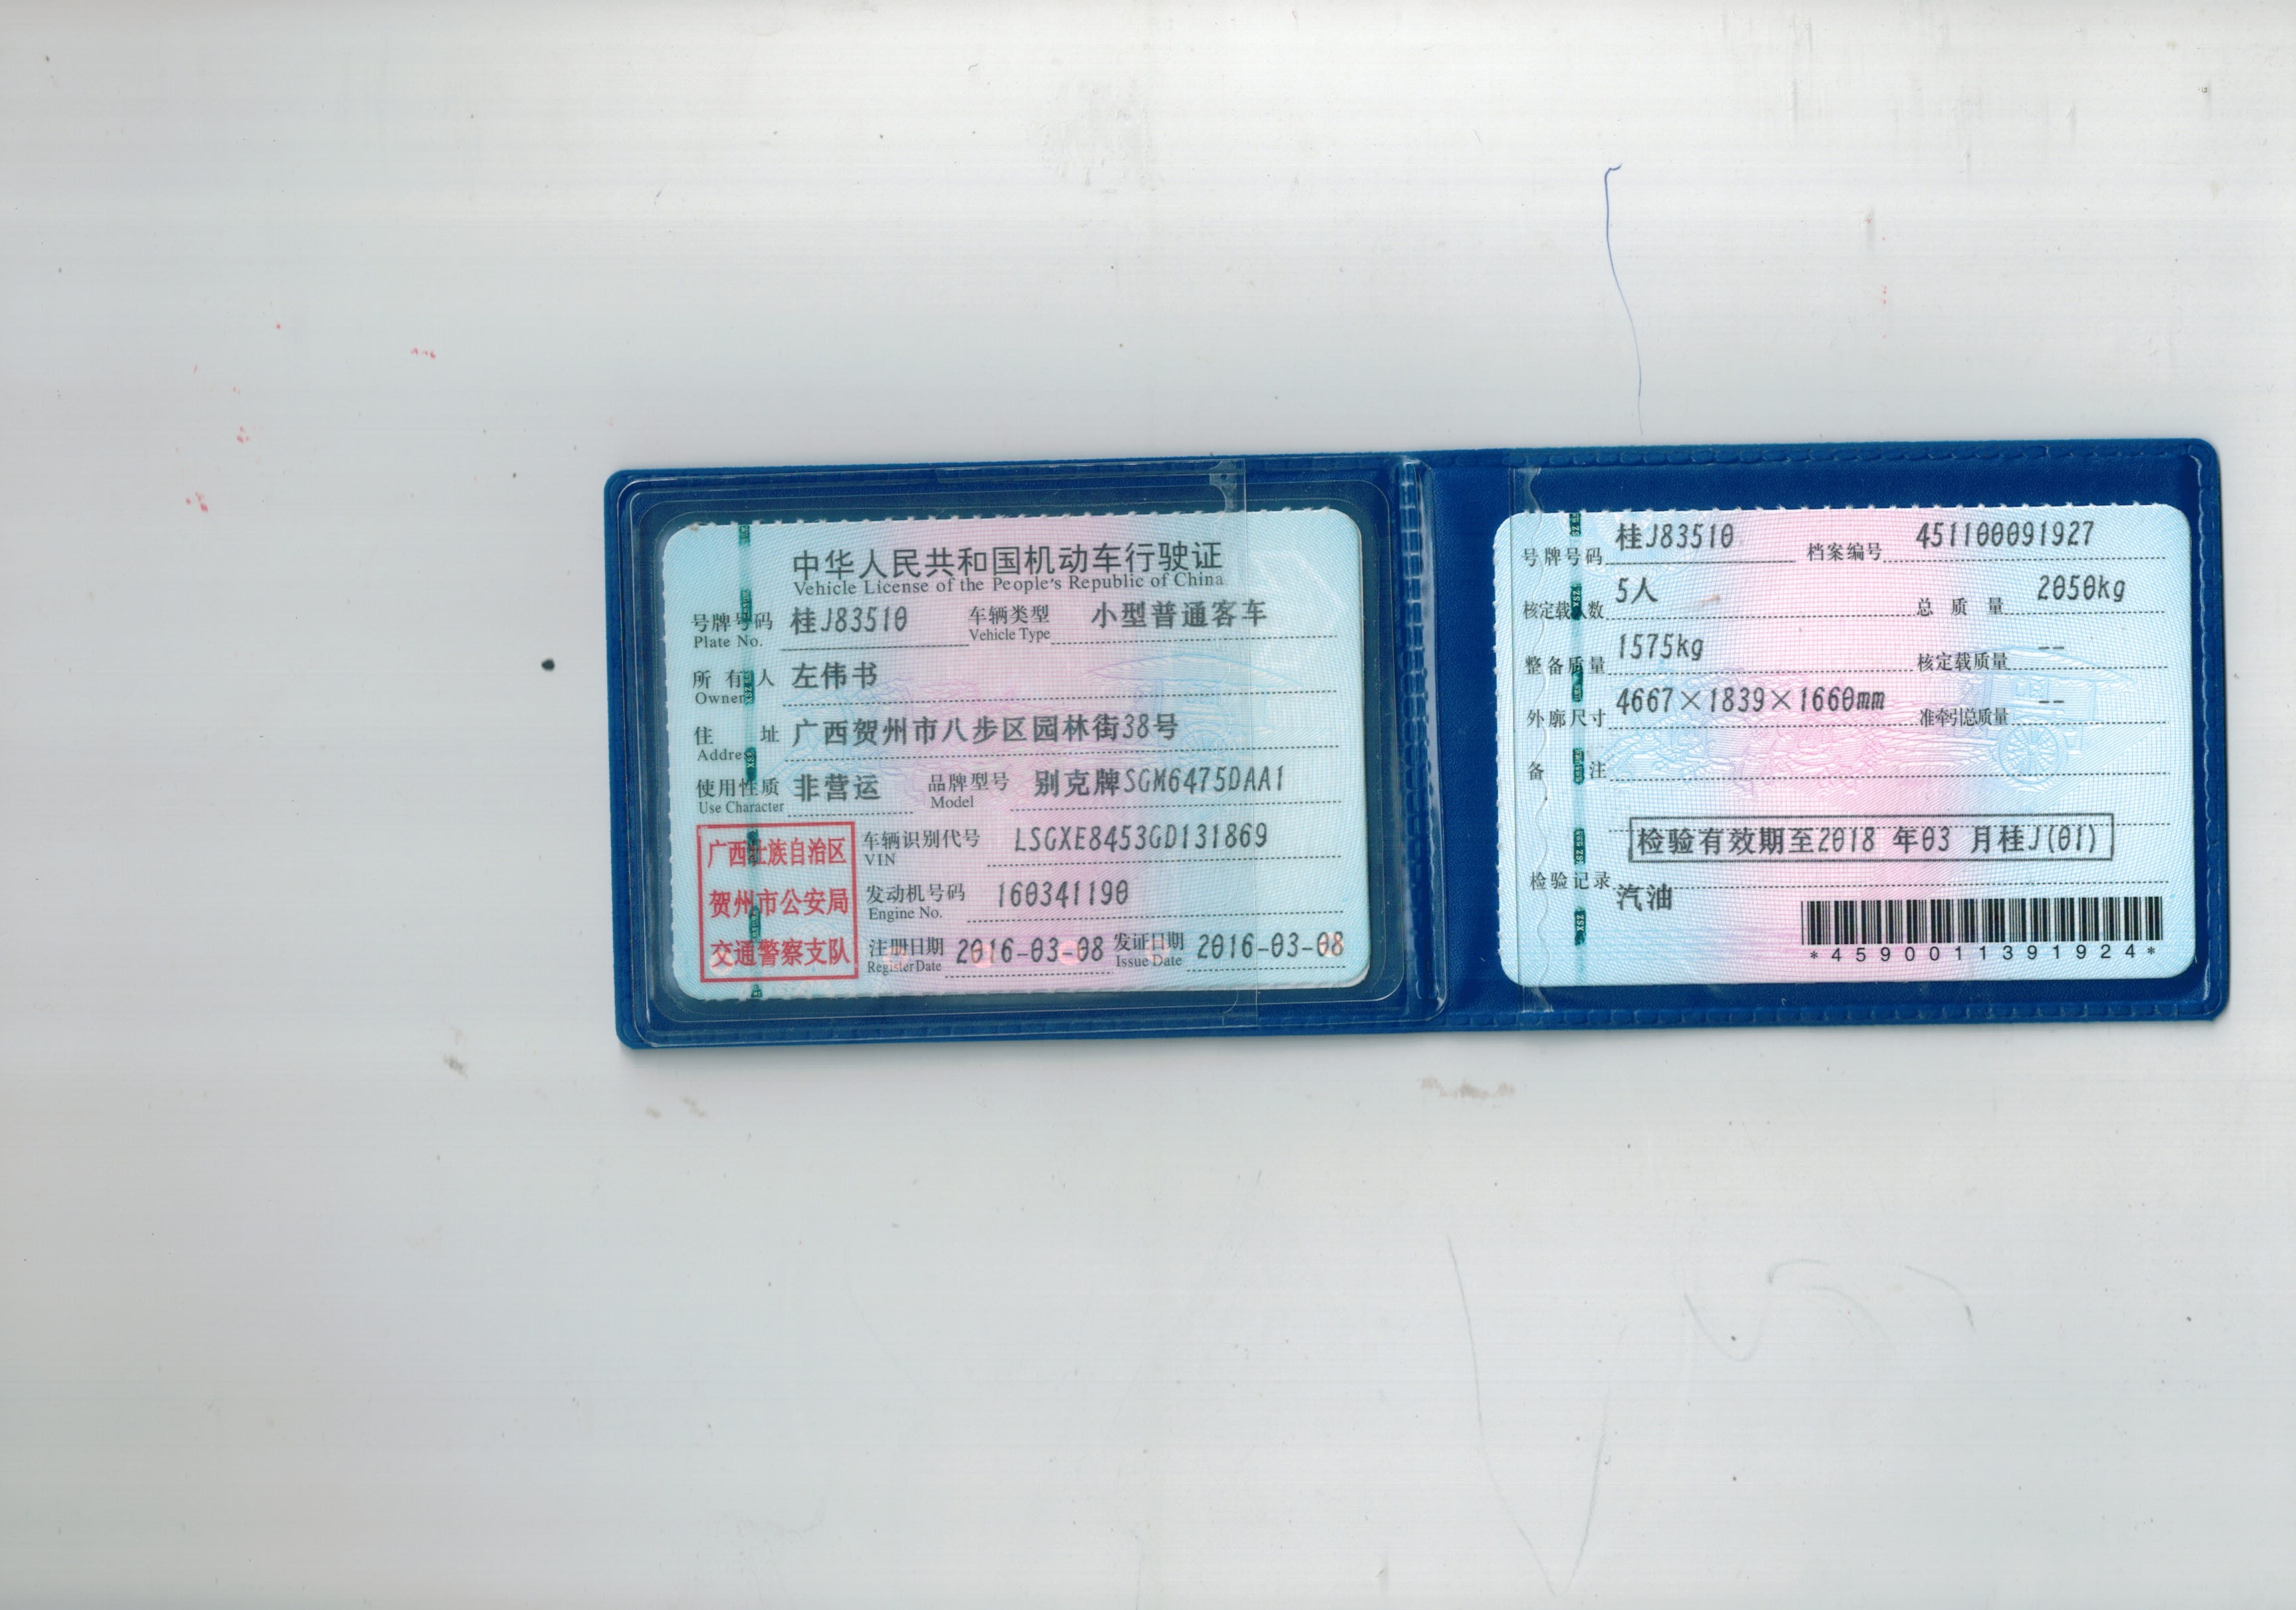 中华人民共和国机动车行驶证
Vehicle License of the People's Republic of China
号牌号码 桂J83510 车辆类型 小型普通客车
Plate No. Vehicle Type
所有人 左伟书
Owner
住址 广西贺州市八步区园林街38号
Address
使用性质 非营运 品牌型号 别克牌SGM6475DAA1
Use Character Model
车辆识别代号 LSGXE8453GD131869
VIN
发动机号码 160341190
Engine No.
注册日期 2016-03-08 发证日期 2016-03-08
Register Date Issue Date
广西壮族自治区
贺州市公安局
交通警察支队
号牌号码 桂J83510 档案编号 451100091927
核定载人数 5人 总质量 2050kg
整备质量 1575kg 核定载质量 --
外廓尺寸 4667×1839×1660mm 准牵引总质量 --
备注
检验有效期至2018 年03 月桂J(01)
检验记录
汽油
*4590011391924*